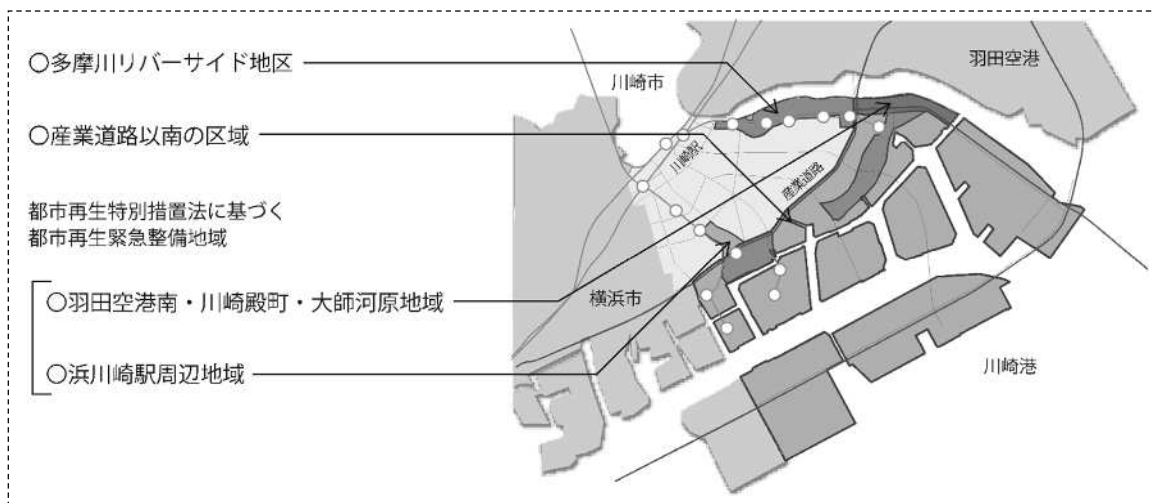 ○多摩川リバーサイド地区
○産業道路以南の区域
都市再生特別措置法に基づく
都市再生緊急整備地域
○羽田空港南・川崎殿町・大師河原地域
○浜川崎駅周辺地域
川崎市
羽田空港
川崎駅
産業道路
横浜市
川崎港